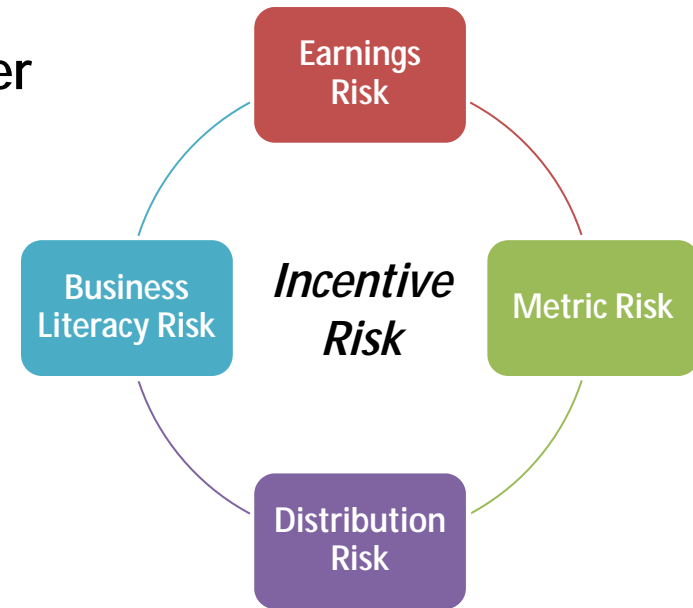 er
Earnings
Risk
Business
Literacy Risk
Incentive
Risk
Metric Risk
Distribution
Risk